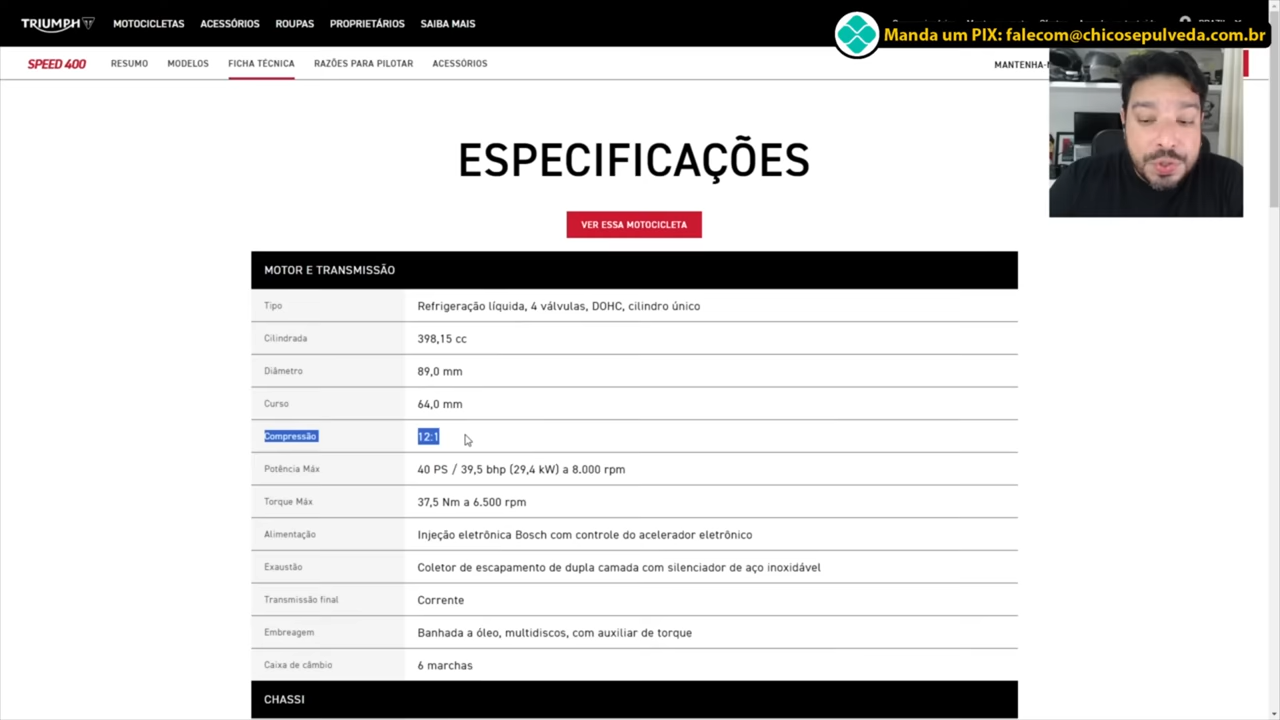 TRIUMPH MOTOCICLETAS ACESSÓRIOS ROUPAS PROPRIETÁRIOS SAIBA MAIS
Manda um PIX: falecom@chicosepulveda.com.br
SPEED 400 RESUMO MODELOS FICHA TÉCNICA RAZÕES PARA PILOTAR ACESSÓRIOS
ESPECIFICAÇÕES
VER ESSA MOTOCICLETA
MOTOR E TRANSMISSÃO
Tipo Refrigeração líquida, 4 válvulas, DOHC, cilindro único
Cilindrada 398,15 cc
Diâmetro 89,0 mm
Curso 64,0 mm
Compressão 12:1
Potência Máx 40 PS / 39,5 bhp (29,4 kW) a 8.000 rpm
Torque Máx 37,5 Nm a 6.500 rpm
Alimentação Injeção eletrônica Bosch com controle do acelerador eletrônico
Exaustão Coletor de escapamento de dupla camada com silenciador de aço inoxidável
Transmissão final Corrente
Embreagem Banhada a óleo, multidiscos, com auxiliar de torque
Caixa de câmbio 6 marchas
CHASSI